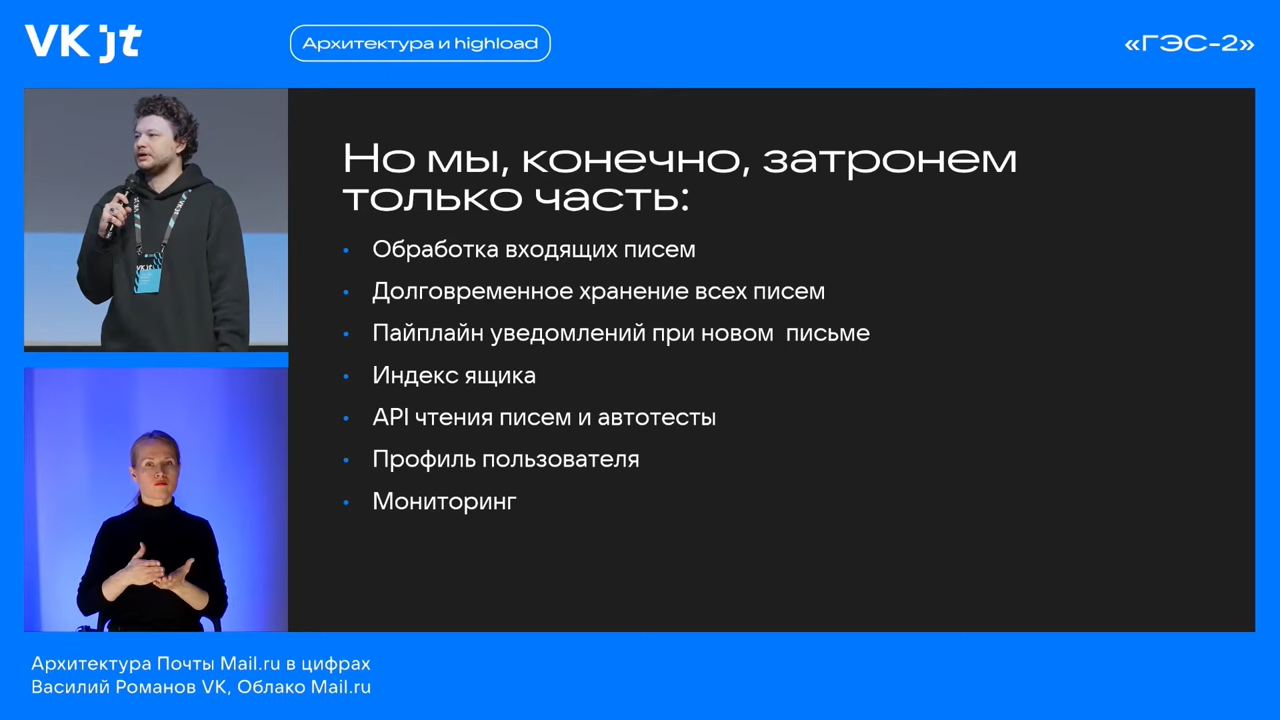 VK jt
Архитектура и highload
«ГЭС-2»
Но мы, конечно, затронем
только часть:
• Обработка входящих писем
• Долговременное хранение всех писем
• Пайплайн уведомлений при новом  письме
• Индекс ящика
• API чтения писем и автотесты
• Профиль пользователя
• Мониторинг
VK jt
Архитектура Почты Mail.ru в цифрах
Василий Романов VK, Облако Mail.ru